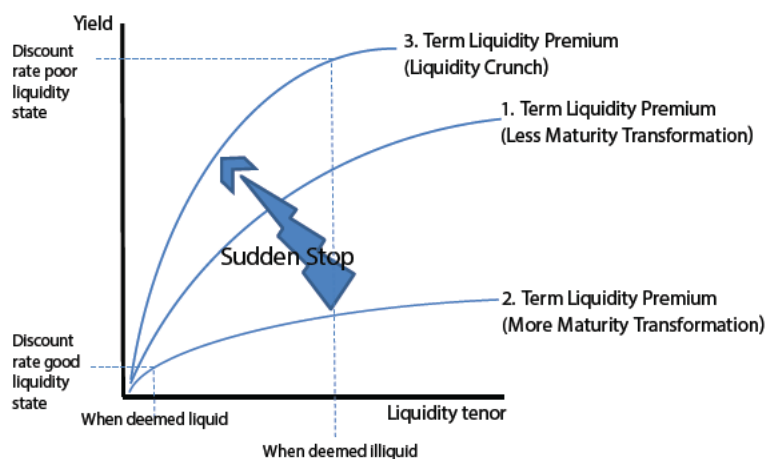 Yield
Discount
rate poor
liquidity
state
3. Term Liquidity Premium
(Liquidity Crunch)
1. Term Liquidity Premium
(Less Maturity Transformation)
Sudden Stop
2. Term Liquidity Premium
(More Maturity Transformation)
Discount
rate good
liquidity
state
When deemed liquid
Liquidity tenor
When deemed illiquid